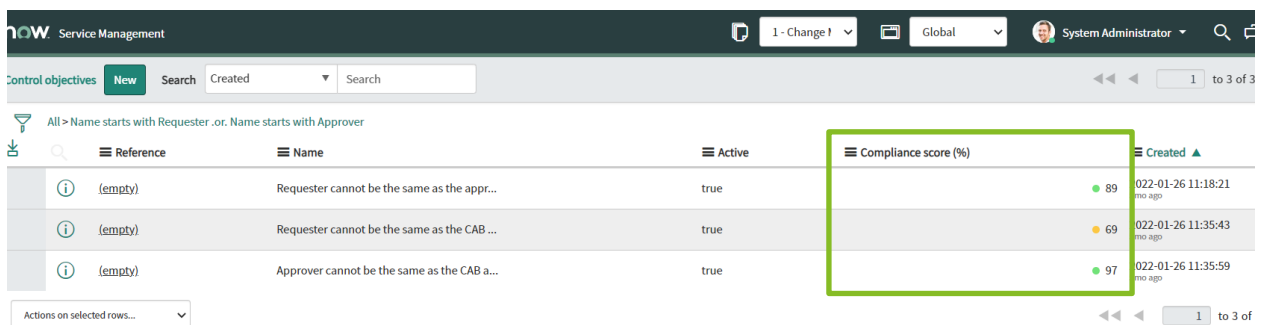 now. Service Management 1 - Change M Global System Administrator
Control objectives New Search Created Search 1 to 3 of 3
All > Name starts with Requester .or. Name starts with Approver
Reference Name Active Compliance score (%) Created
(empty) Requester cannot be the same as the appr... true 89 2022-01-26 11:18:21
mo ago
(empty) Requester cannot be the same as the CAB ... true 69 2022-01-26 11:35:43
mo ago
(empty) Approver cannot be the same as the CAB a... true 97 2022-01-26 11:35:59
mo ago
Actions on selected rows... 1 to 3 of